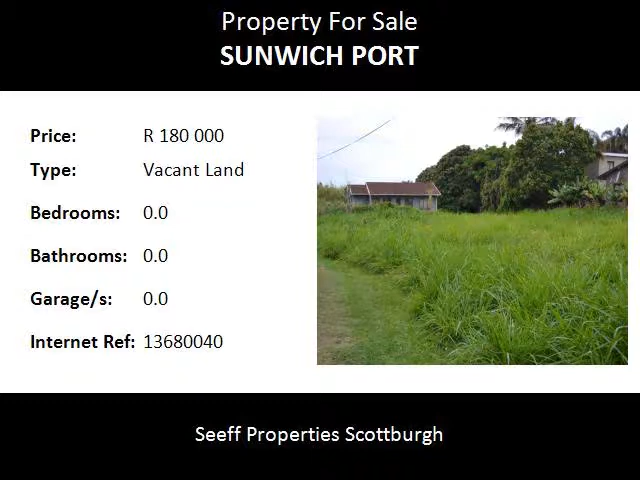 Property For Sale
SUNWICH PORT
Price: R 180 000
Type: Vacant Land
Bedrooms: 0.0
Bathrooms: 0.0
Garage/s: 0.0
Internet Ref: 13680040
Seeff Properties Scottburgh